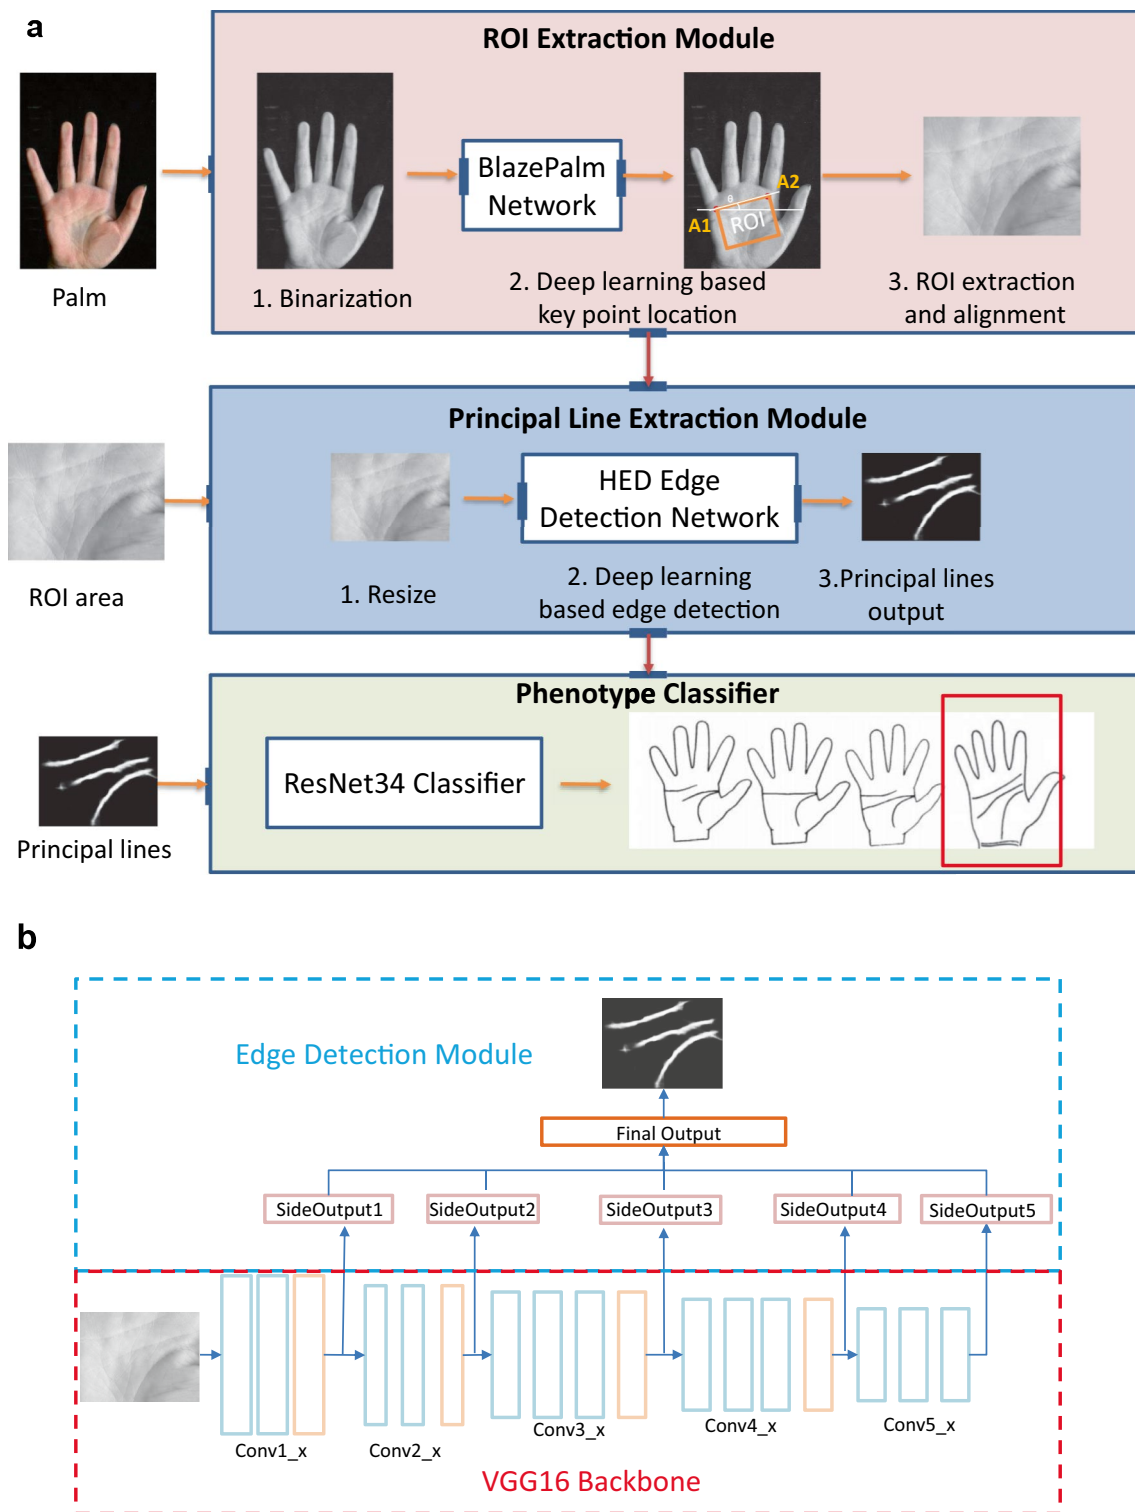 a
ROI Extraction Module
BlazePalm
Network
A2
θ
A1
ROI
Palm
1. Binarization
2. Deep learning based
key point location
3. ROI extraction
and alignment
Principal Line Extraction Module
HED Edge
Detection Network
ROI area
1. Resize
2. Deep learning
based edge detection
3.Principal lines
output
Phenotype Classifier
ResNet34 Classifier
Principal lines
b
Edge Detection Module
Final Output
SideOutput1
SideOutput2
SideOutput3
SideOutput4
SideOutput5
Conv1_x
Conv2_x
Conv3_x
Conv4_x
Conv5_x
VGG16 Backbone